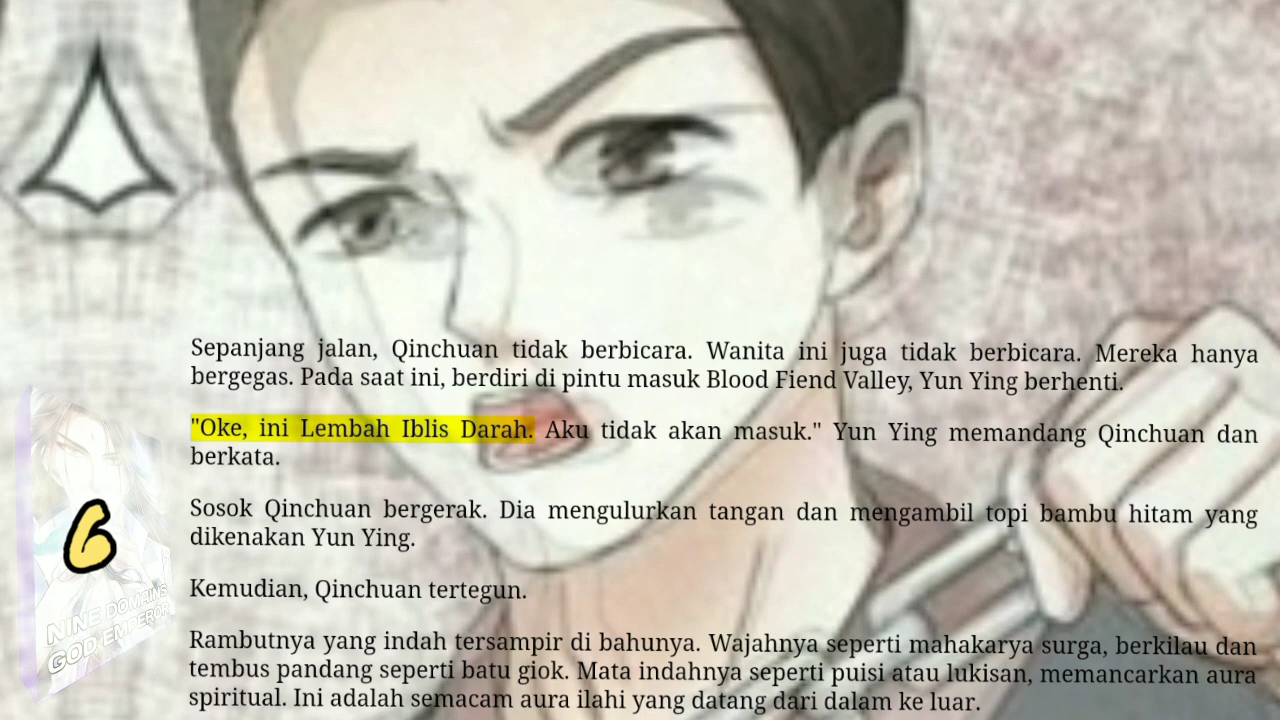 Sepanjang jalan, Qinchuan tidak berbicara. Wanita ini juga tidak berbicara. Mereka hanya
bergegas. Pada saat ini, berdiri di pintu masuk Blood Fiend Valley, Yun Ying berhenti.
"Oke, ini Lembah Iblis Darah. Aku tidak akan masuk." Yun Ying memandang Qinchuan dan
berkata.
Sosok Qinchuan bergerak. Dia mengulurkan tangan dan mengambil topi bambu hitam yang
dikenakan Yun Ying.
Kemudian, Qinchuan tertegun.
Rambutnya yang indah tersampir di bahunya. Wajahnya seperti mahakarya surga, berkilau dan
tembus pandang seperti batu giok. Mata indahnya seperti puisi atau lukisan, memancarkan aura
spiritual. Ini adalah semacam aura ilahi yang datang dari dalam ke luar.
6
NINE DOMAINS
GOD EMPEROR